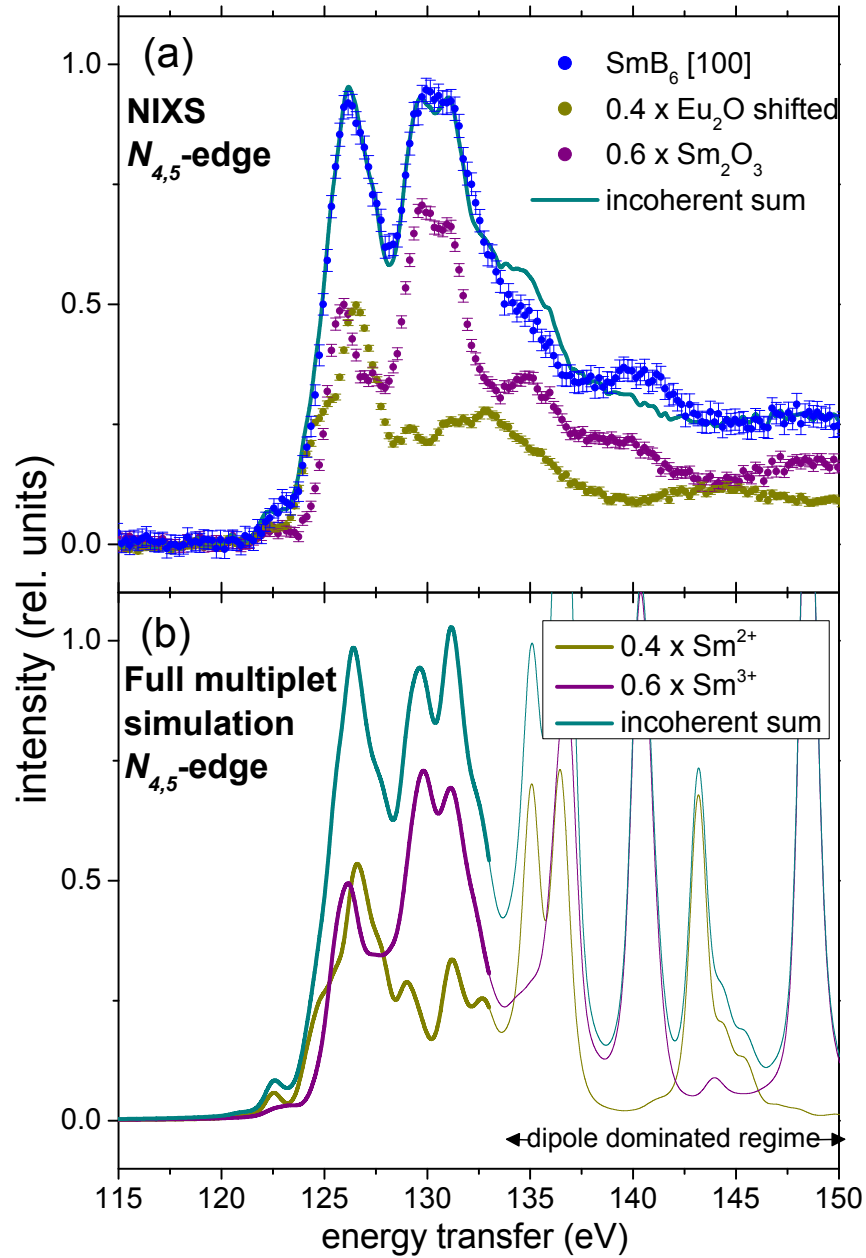 (a)
NIXS
N4,5-edge
SmB6 [100]
0.4 x Eu2O shifted
0.6 x Sm2O3
incoherent sum
1.0
0.5
0.0
(b)
Full multiplet
simulation
N4,5-edge
0.4 x Sm2+
0.6 x Sm3+
incoherent sum
1.0
0.5
0.0
dipole dominated regime
intensity (rel. units)
115 120 125 130 135 140 145 150
energy transfer (eV)